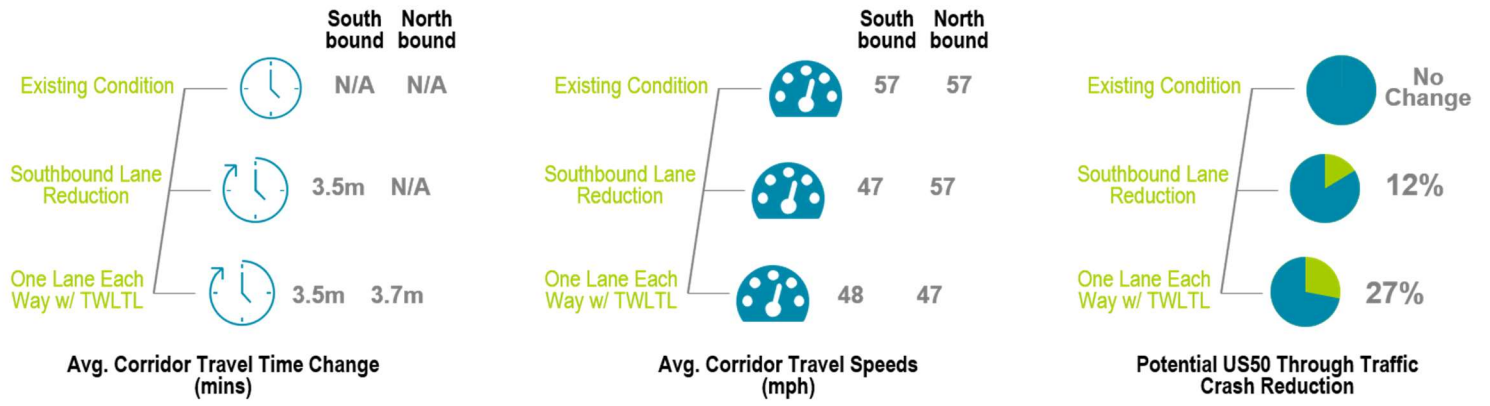 South North
bound bound
Existing Condition N/A N/A
Southbound Lane
Reduction
3.5m N/A
One Lane Each
Way w/ TWLTL
3.5m 3.7m
Avg. Corridor Travel Time Change
(mins)
South North
bound bound
Existing Condition 57 57
Southbound Lane
Reduction
47 57
One Lane Each
Way w/ TWLTL
48 47
Avg. Corridor Travel Speeds
(mph)
Existing Condition
No
Change
Southbound Lane
Reduction
12%
One Lane Each
Way w/ TWLTL
27%
Potential US50 Through Traffic
Crash Reduction